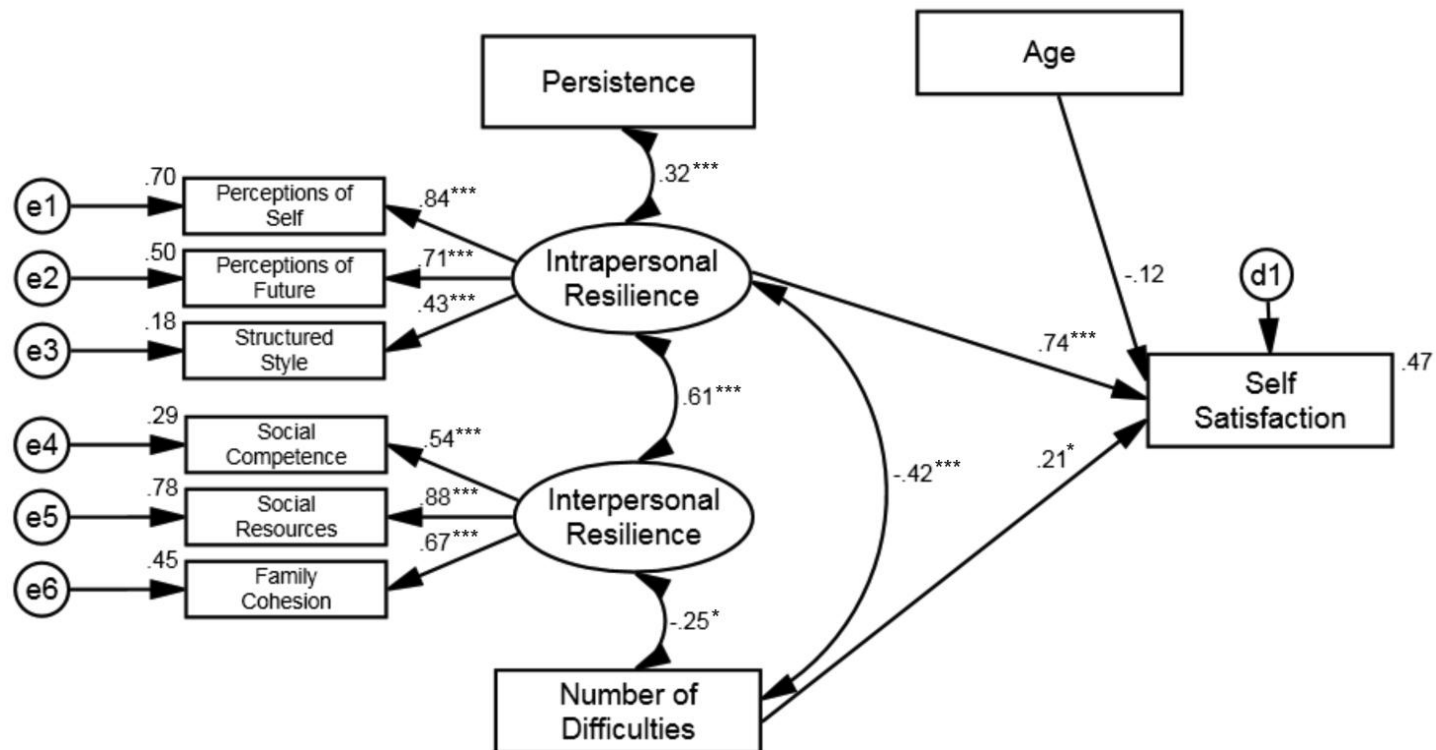 Age
Persistence
.32***
.70
e1
Perceptions of
Self
.84***
.50
e2
Perceptions of
Future
.71***
.18
e3
Structured
Style
.43***
Intrapersonal
Resilience
-.12
d1
.74***
Self
Satisfaction
.47
.61***
.29
e4
Social
Competence
.54***
.78
e5
Social
Resources
.88***
.45
e6
Family
Cohesion
.67***
Interpersonal
Resilience
-.42***
.21*
-.25*
Number of
Difficulties